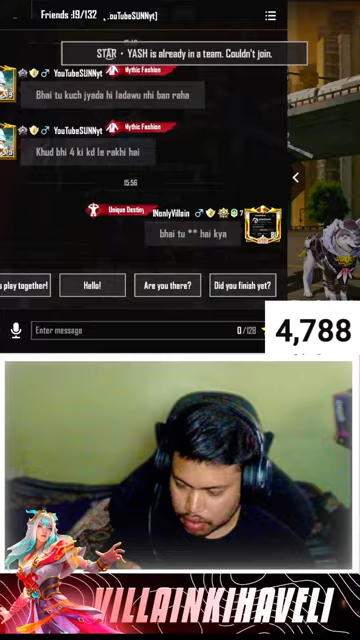 Friends :19/132
ouTubeSUNNyt]
STAR • YASH is already in a team. Couldn't join.
YouTubeSUNNyt
Mythic Fashion
Bhai tu kuch jyada hi ladawu nhi ban raha
YouTubeSUNNyt
Mythic Fashion
Khud bhi 4 ki kd le rakhi hai
15:56
Unique Destiny
INonlyVillain
bhai tu ** hai kya
play together!
Hello!
Are you there?
Did you finish yet?
Enter message
0/128
4,788
VILLAINKIHAVELI